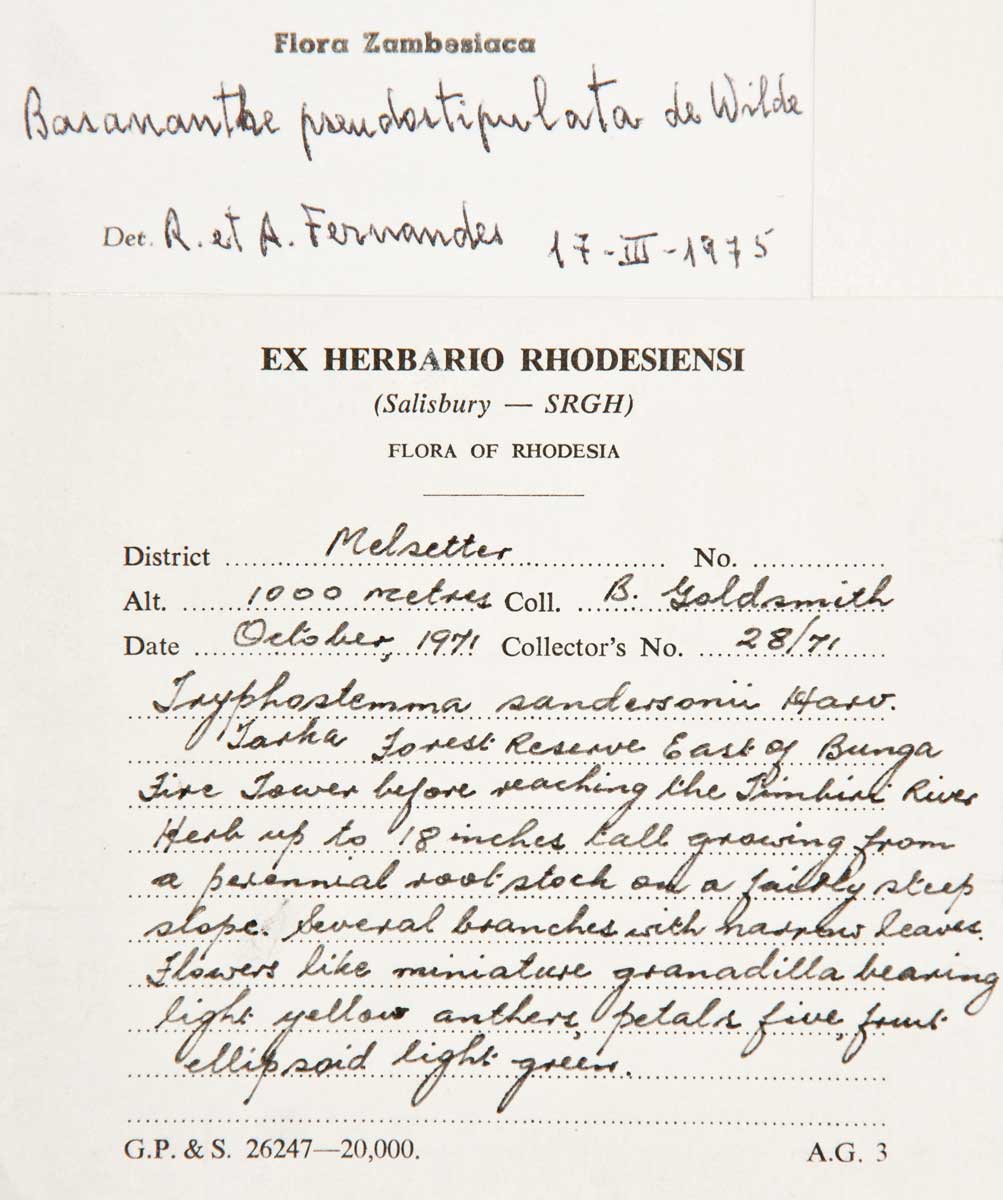 Flora Zambesiaca
Basananthe pseudostipulata de Wilde
Det. R. et A. Fernandes 17-III-1975
EX HERBARIO RHODESIENSI
(Salisbury — SRGH)
FLORA OF RHODESIA
District Melsetter No.
Alt. 1000 metres Coll. B. Goldsmith
Date October, 1971 Collector's No. 28/71
Tryphostemma sandersonii Harv.
Tarka Forest Reserve East of Bunga
Fire Tower before reaching the Timbiri River
Herb up to 18 inches tall growing from
a perennial rootstock on a fairly steep
slope. Several branches with narrow leaves.
Flowers like miniature granadilla bearing
light yellow anthers, petals five, fruit
ellipsoid light green.
G.P. & S. 26247—20,000. A.G. 3